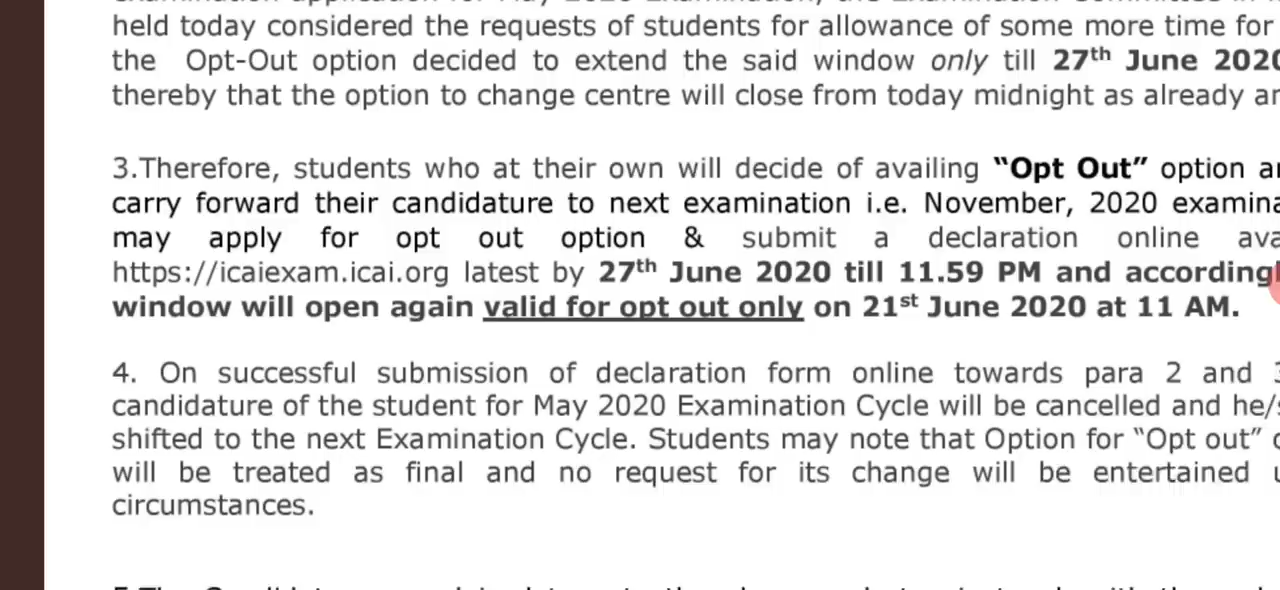 held today considered the requests of students for allowance of some more time for
the Opt-Out option decided to extend the said window only till 27th June 2020
thereby that the option to change centre will close from today midnight as already
3.Therefore, students who at their own will decide of availing “Opt Out” option
carry forward their candidature to next examination i.e. November, 2020
may apply for opt out option & submit a declaration online
https://icaiexam.icai.org latest by 27th June 2020 till 11.59 PM and
window will open again valid for opt out only on 21st June 2020 at 11 AM.
4. On successful submission of declaration form online towards para 2 and
candidature of the student for May 2020 Examination Cycle will be cancelled and
shifted to the next Examination Cycle. Students may note that Option for “Opt out”
will be treated as final and no request for its change will be entertained
circumstances.